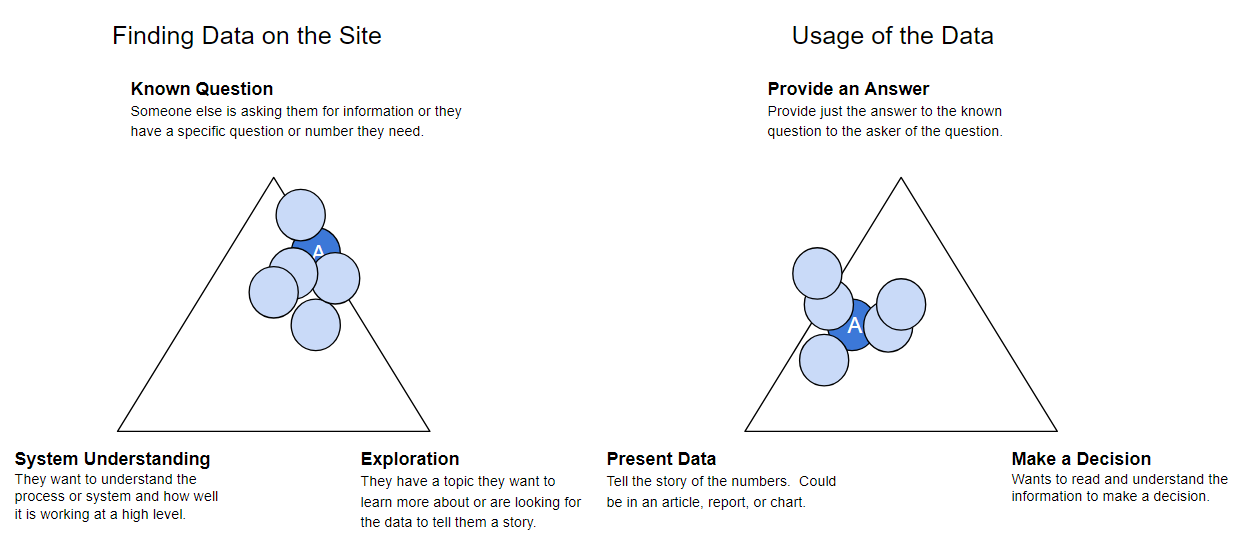 Finding Data on the Site
Known Question
Someone else is asking them for information or they
have a specific question or number they need.
A
System Understanding
They want to understand the
process or system and how well
it is working at a high level.
Exploration
They have a topic they want to
learn more about or are looking for
the data to tell them a story.
Usage of the Data
Provide an Answer
Provide just the answer to the known
question to the asker of the question.
A
Present Data
Tell the story of the numbers.  Could
be in an article, report, or chart.
Make a Decision
Wants to read and understand the
information to make a decision.